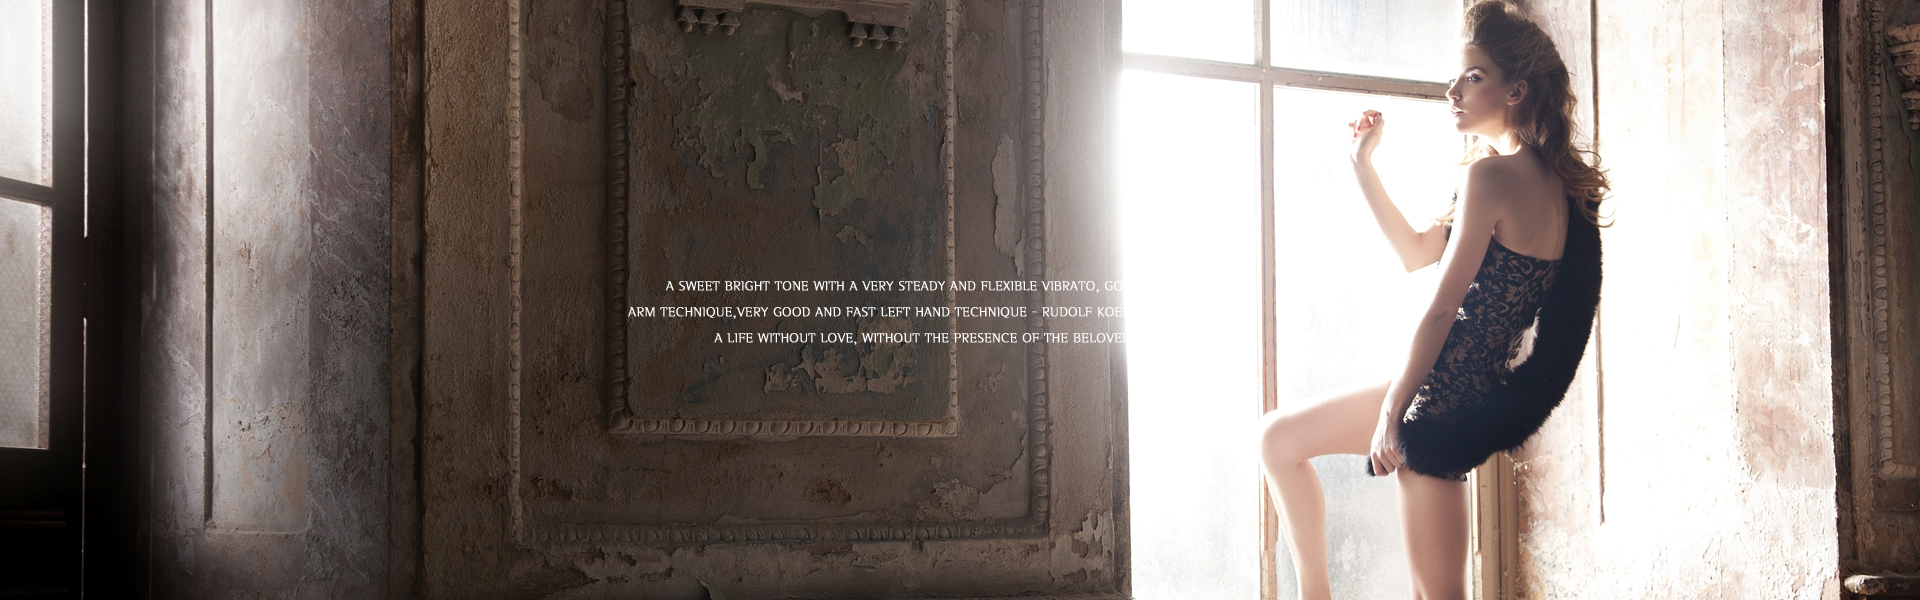 A SWEET BRIGHT TONE WITH A VERY STEADY AND FLEXIBLE VIBRATO,
ARM TECHNIQUE,VERY GOOD AND FAST LEFT HAND TECHNIQUE - RUDOLF
A LIFE WITHOUT LOVE, WITHOUT THE PRESENCE OF THE